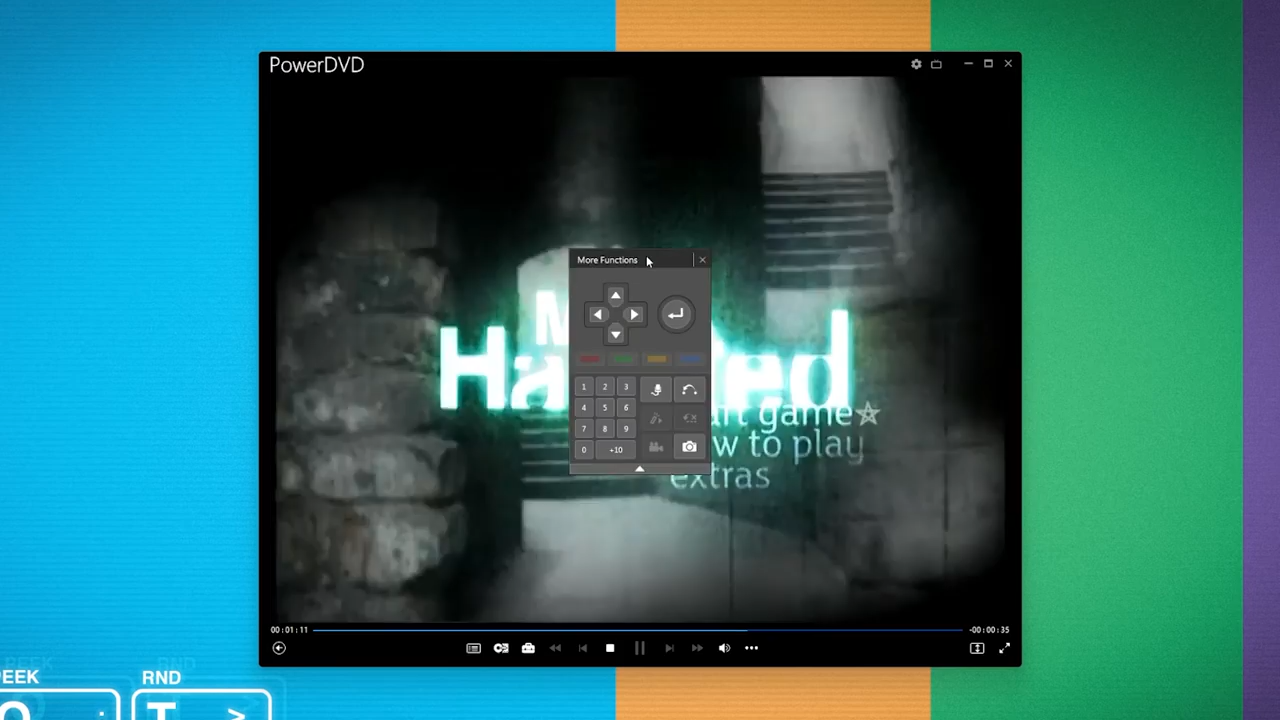 PowerDVD
More Functions
M
Ha ed
1 2 3
4 5 6
7 8 9
0 +10
art game☆
w to play
extras
00:01:11
-00:00:35
EEK
RND
T >